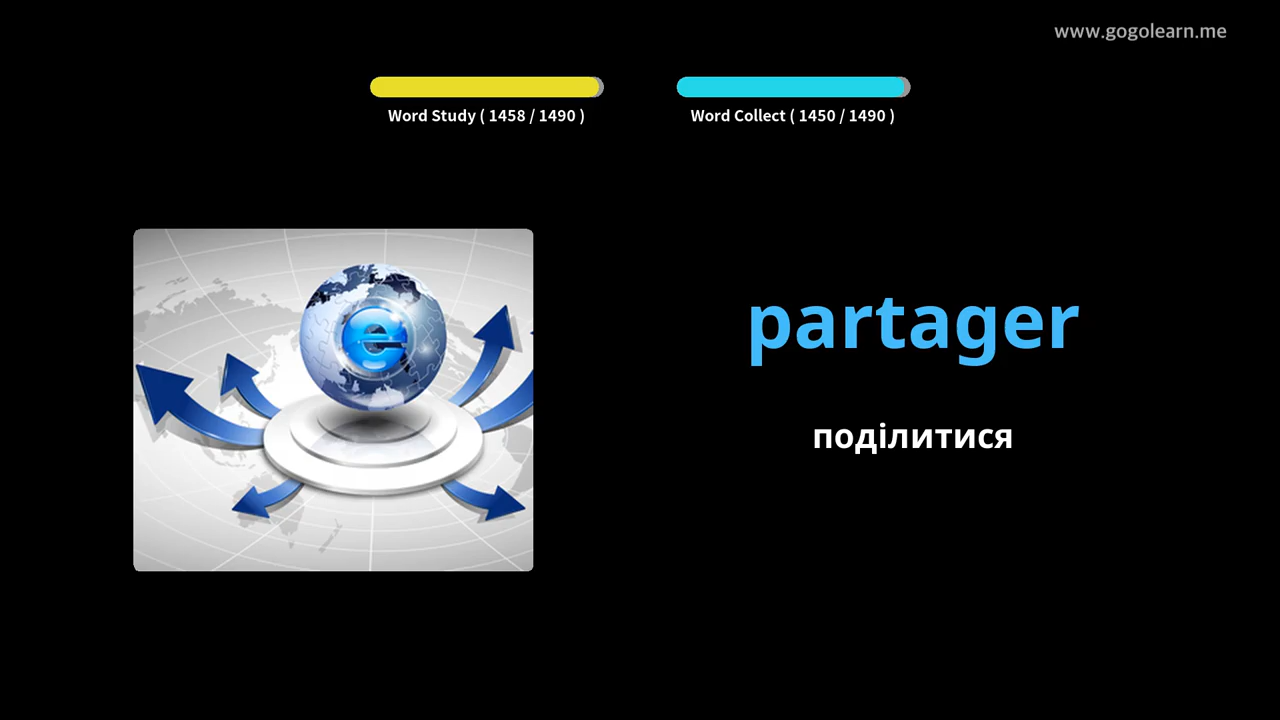 www.gogolearn.me
Word Study ( 1458 / 1490 )
Word Collect ( 1450 / 1490 )
e
partager
поділитися